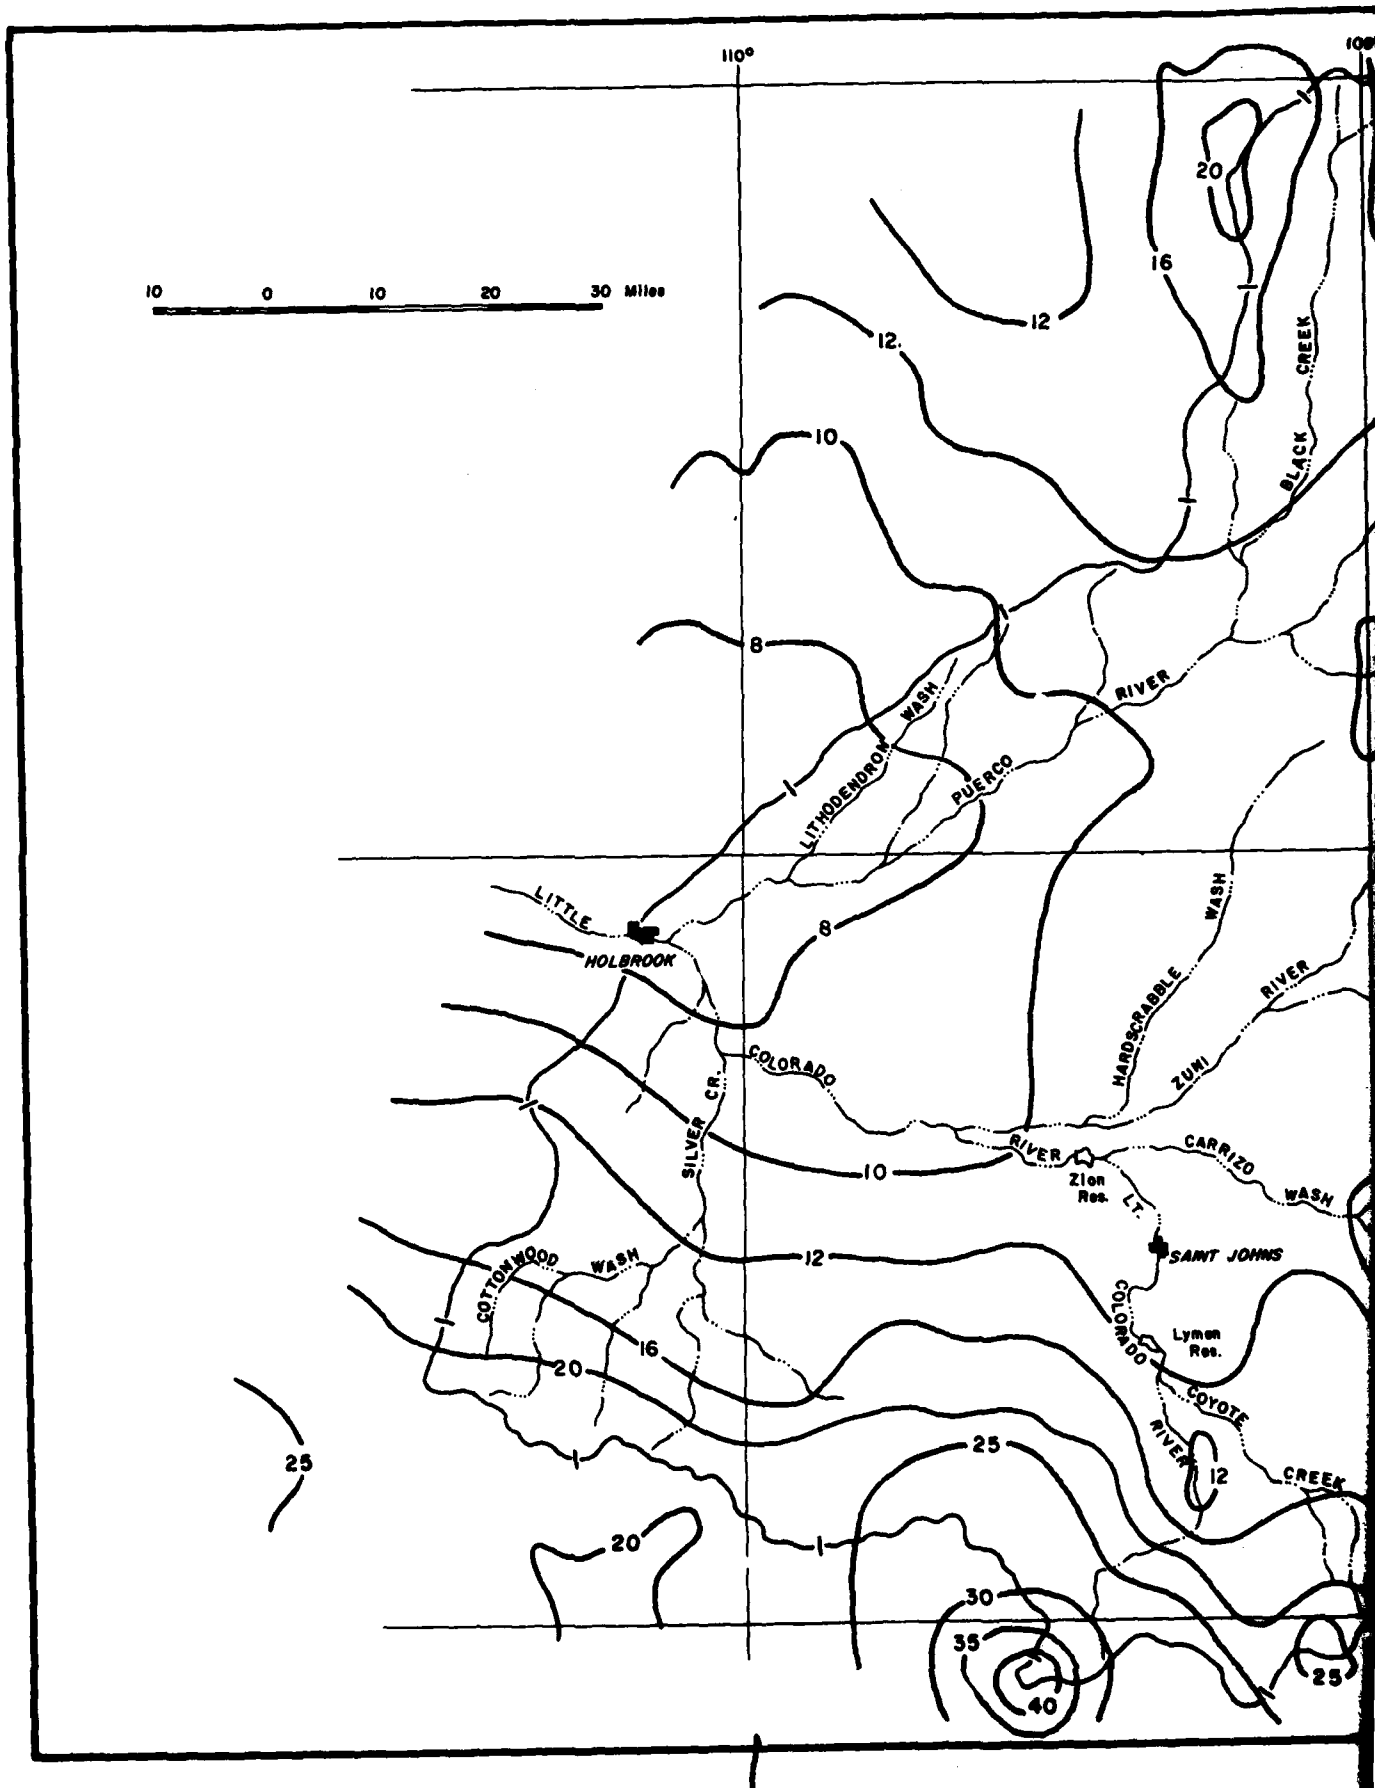 110°
109°
20
16
10 0 10 20 30 Miles
12
12.
BLACK CREEK
10
8
LITHODENDRON WASH
PUERCO RIVER
LITTLE
HOLBROOK
8
HARDSCRABBLE WASH
ZUNI RIVER
COLORADO
SILVER CR.
RIVER
CARRIZO WASH
10
Zion
Res.
LT.
SAINT JOHNS
12
COTTONWOOD WASH
COLORADO
Lyman
Res.
16
20
COYOTE
RIVER
25
25
12
CREEK
20
30
35
25
40